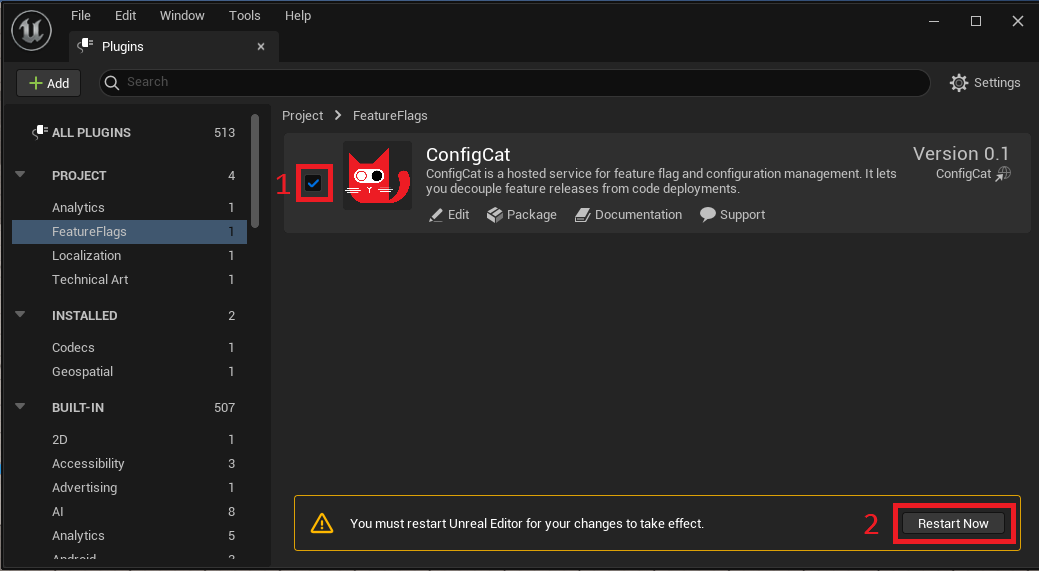 File Edit Window Tools Help
Plugins
Add
Search
Settings
ALL PLUGINS 513
PROJECT 4
Analytics 1
FeatureFlags 1
Localization 1
Technical Art 1
INSTALLED 2
Codecs 1
Geospatial 1
BUILT-IN 507
2D 1
Accessibility 3
Advertising 1
AI 8
Analytics 5
Android 2
Project > FeatureFlags
1
ConfigCat
Version 0.1
ConfigCat is a hosted service for feature flag and configuration management. It lets
you decouple feature releases from code deployments.
ConfigCat
Edit Package Documentation Support
You must restart Unreal Editor for your changes to take effect.
2
Restart Now